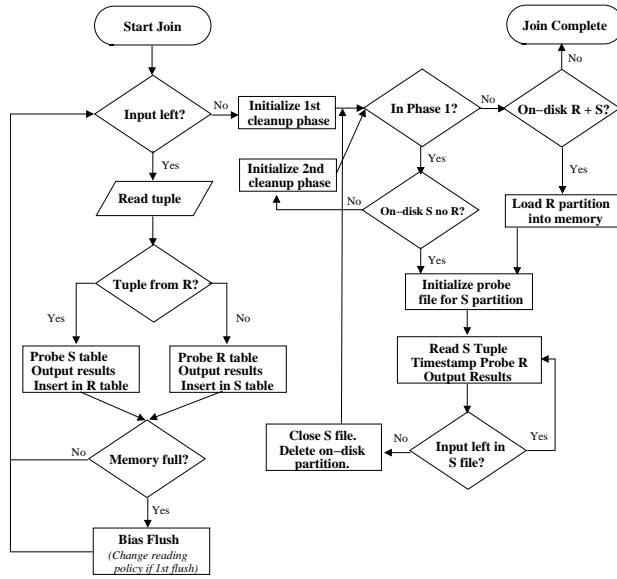 Start Join
Join Complete
No
Input left?
No
Initialize 1st
cleanup phase
In Phase 1?
No
On-disk R + S?
Yes
Yes
Yes
Initialize 2nd
cleanup phase
Read tuple
On-disk S no R?
No
Load R partition
into memory
Yes
Tuple from R?
Initialize probe
file for S partition
Yes
No
Probe S table
Output results
Insert in R table
Probe R table
Output results
Insert in S table
Read S Tuple
Timestamp Probe R
Output Results
Memory full?
No
Close S file.
Delete on-disk
partition.
No
Input left in
S file?
Yes
Yes
Bias Flush
(Change reading
policy if 1st flush)